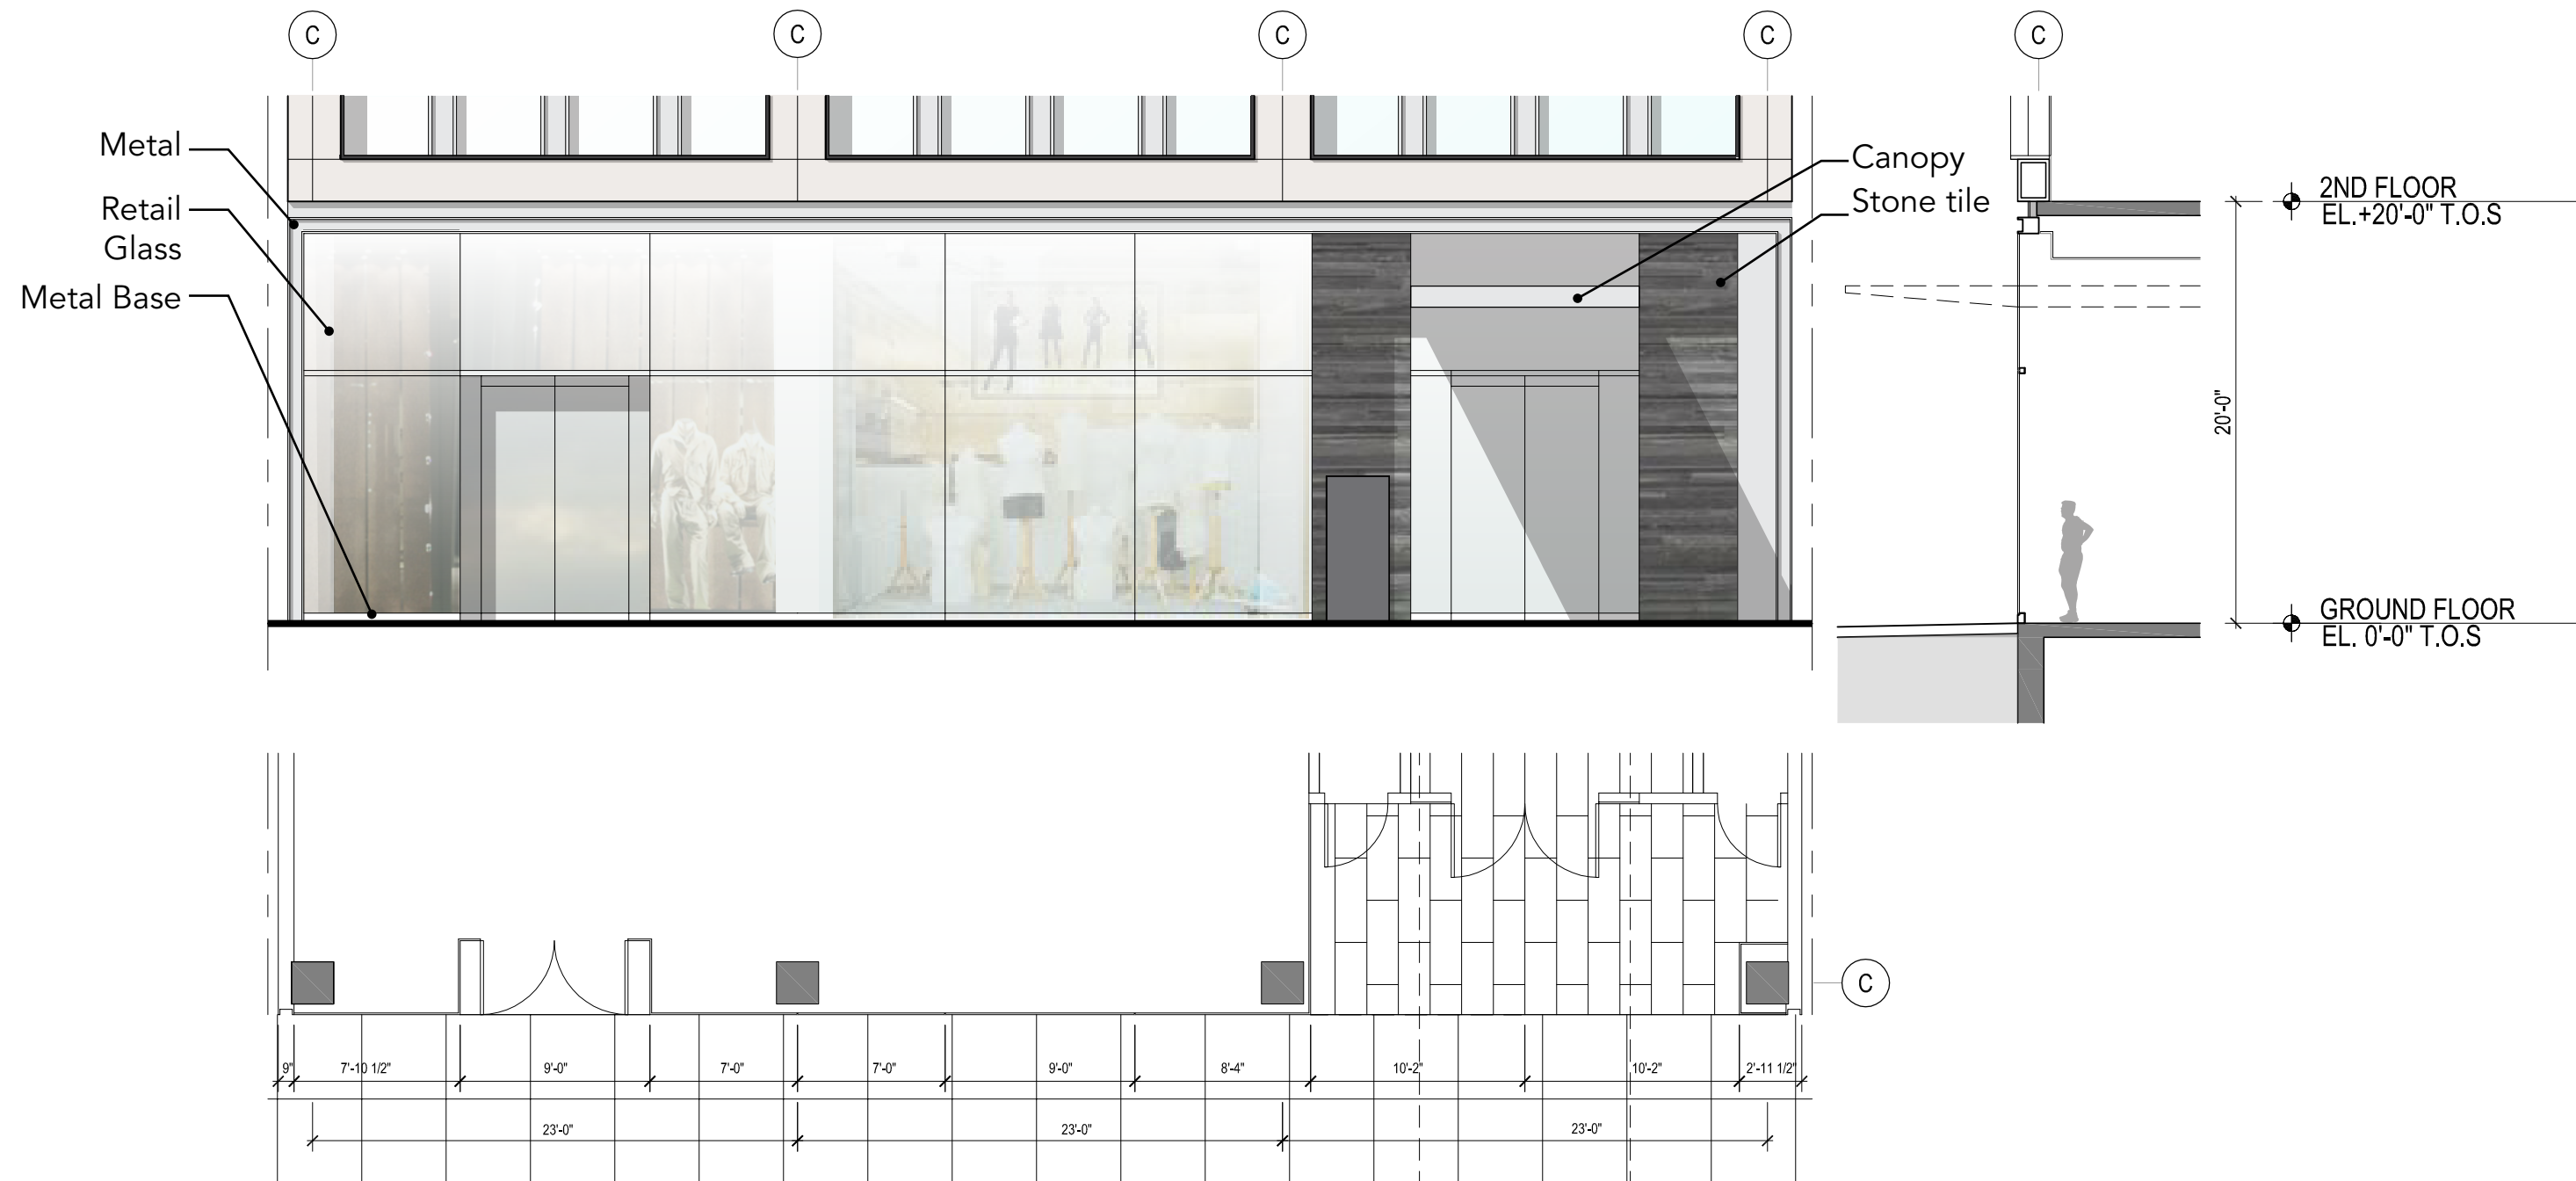 C
C
C
C
C
Metal
Retail
Glass
Metal Base
Canopy
Stone tile
2ND FLOOR
EL.+20'-0" T.O.S
20'-0"
GROUND FLOOR
EL. 0'-0" T.O.S
C
9"
7'-10 1/2"
9'-0"
7'-0"
7'-0"
9'-0"
8'-4"
10'-2"
10'-2"
2'-11 1/2"
23'-0"
23'-0"
23'-0"